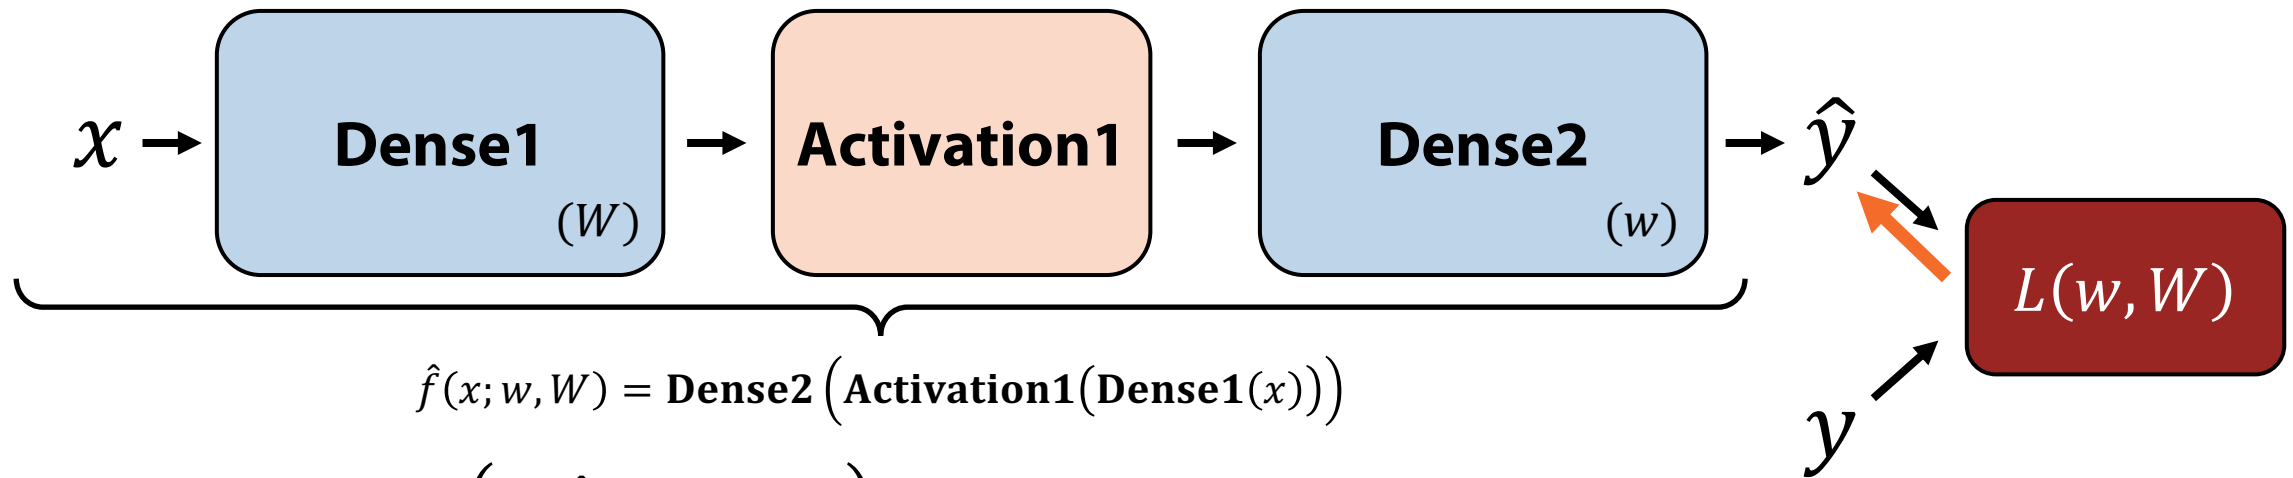 x Dense1 Activation1 Dense2 ŷ
(W) (w)
L(w, W)
f̂(x; w, W) = Dense2(Activation1(Dense1(x)))
y